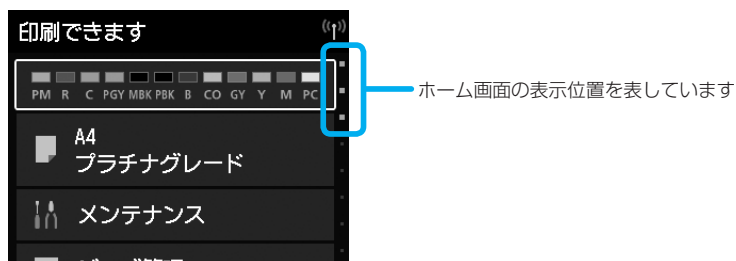 印刷できます
PM R C PGY MBK PBK B CO GY Y M PC
ホーム画面の表示位置を表しています
A4
プラチナグレード
メンテナンス